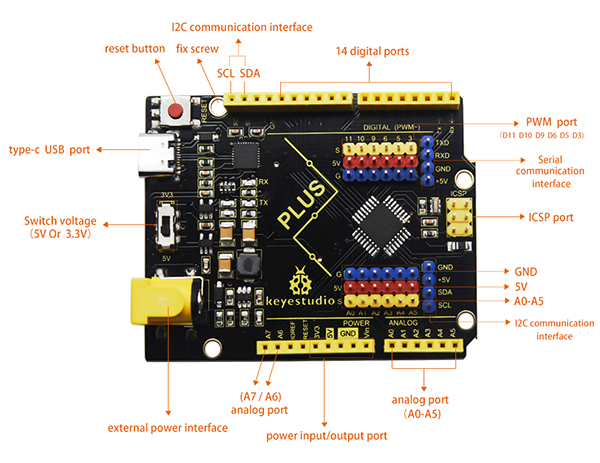 I2C communication interface
reset button
fix screw
14 digital ports
SCL SDA
RESET
DIGITAL (PWM~)
PWM port
(D11 D10 D9 D6 D5 D3)
11 10 9 6 5 3
TXD
S
type-c USB port
5V
RXD
Serial
communication
interface
G
GND
+5V
RX
ICSP
3V3
TX
PLUS
Switch voltage
(5V Or 3.3V)
ICSP port
5V
G
GND
GND
+5V
5V
5V
SDA
keyestudio
S
SCL
A0-A5
A0 A1 A2 A3 A4 A5
I2C communication
interface
POWER
ANALOG
A7
A6
RESET
3V3
5V
GND
Vin
A0
A1
A2
A3
A4
A5
(A7 / A6)
analog port
analog port
(A0-A5)
external power interface
power input/output port